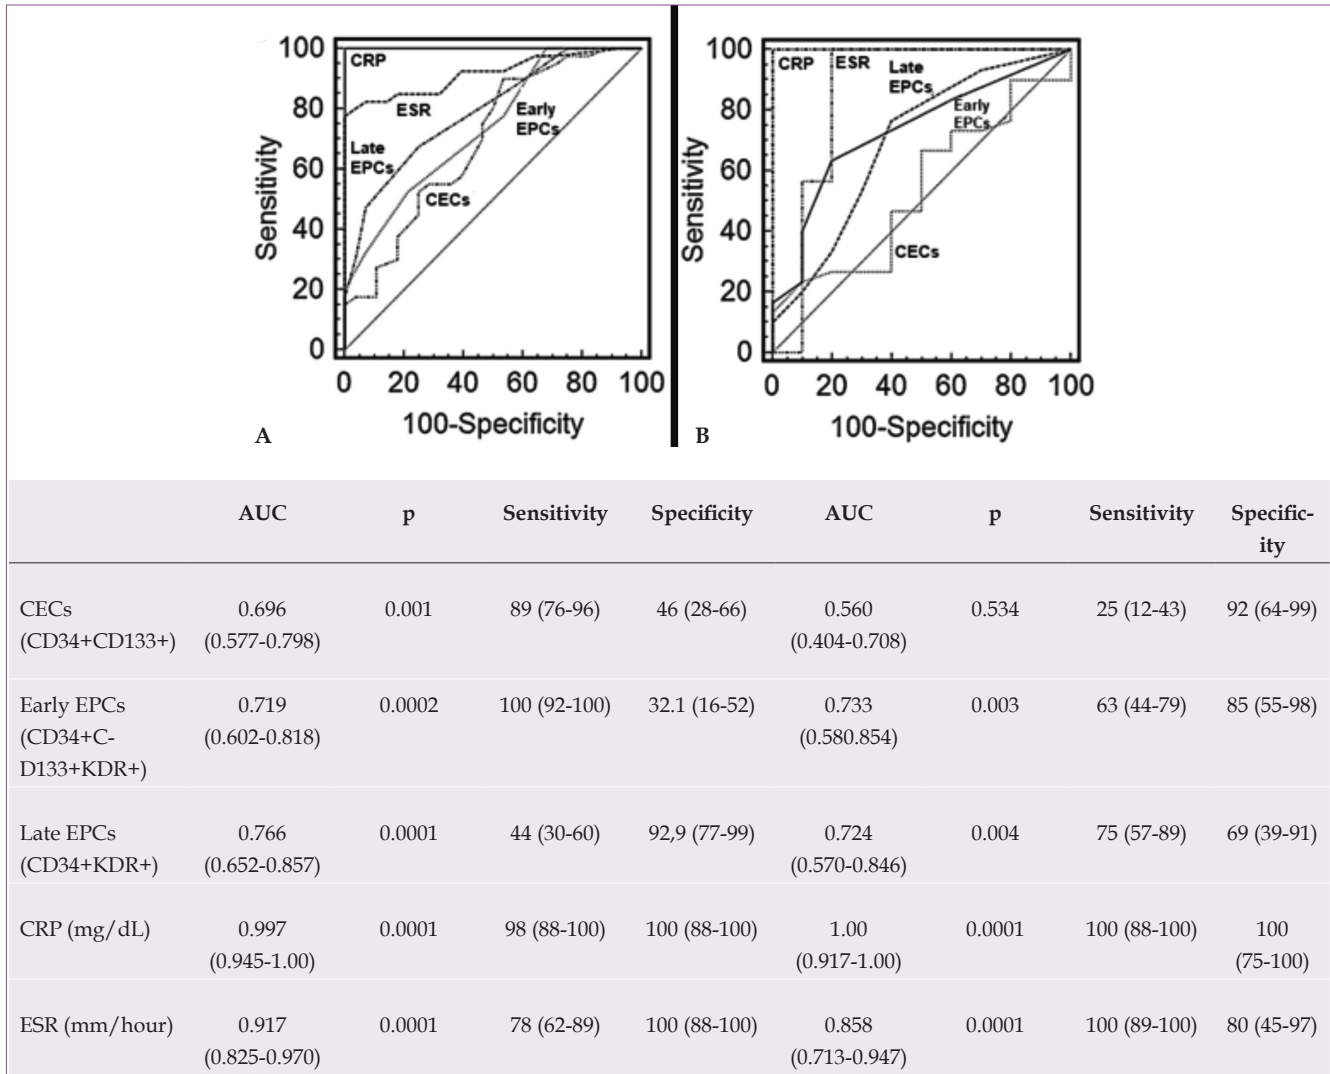 100
80
60
40
20
0
Sensitivity
CRP
ESR
Late
EPCs
Early
EPCs
CECs
0 20 40 60 80 100
100-Specificity
A
100
80
60
40
20
0
Sensitivity
CRP
ESR
Late
EPCs
Early
EPCs
CECs
0 20 40 60 80 100
100-Specificity
B
AUC p Sensitivity Specificity AUC p Sensitivity Specific-
ity
CECs 0.696 0.001 89 (76-96) 46 (28-66) 0.560 0.534 25 (12-43) 92 (64-99)
(CD34+CD133+) (0.577-0.798) (0.404-0.708)
Early EPCs 0.719 0.0002 100 (92-100) 32.1 (16-52) 0.733 0.003 63 (44-79) 85 (55-98)
(CD34+C- (0.602-0.818) (0.580.854)
D133+KDR+)
Late EPCs 0.766 0.0001 44 (30-60) 92,9 (77-99) 0.724 0.004 75 (57-89) 69 (39-91)
(CD34+KDR+) (0.652-0.857) (0.570-0.846)
CRP (mg/dL) 0.997 0.0001 98 (88-100) 100 (88-100) 1.00 0.0001 100 (88-100) 100
(0.945-1.00) (0.917-1.00) (75-100)
ESR (mm/hour) 0.917 0.0001 78 (62-89) 100 (88-100) 0.858 0.0001 100 (89-100) 80 (45-97)
(0.825-0.970) (0.713-0.947)